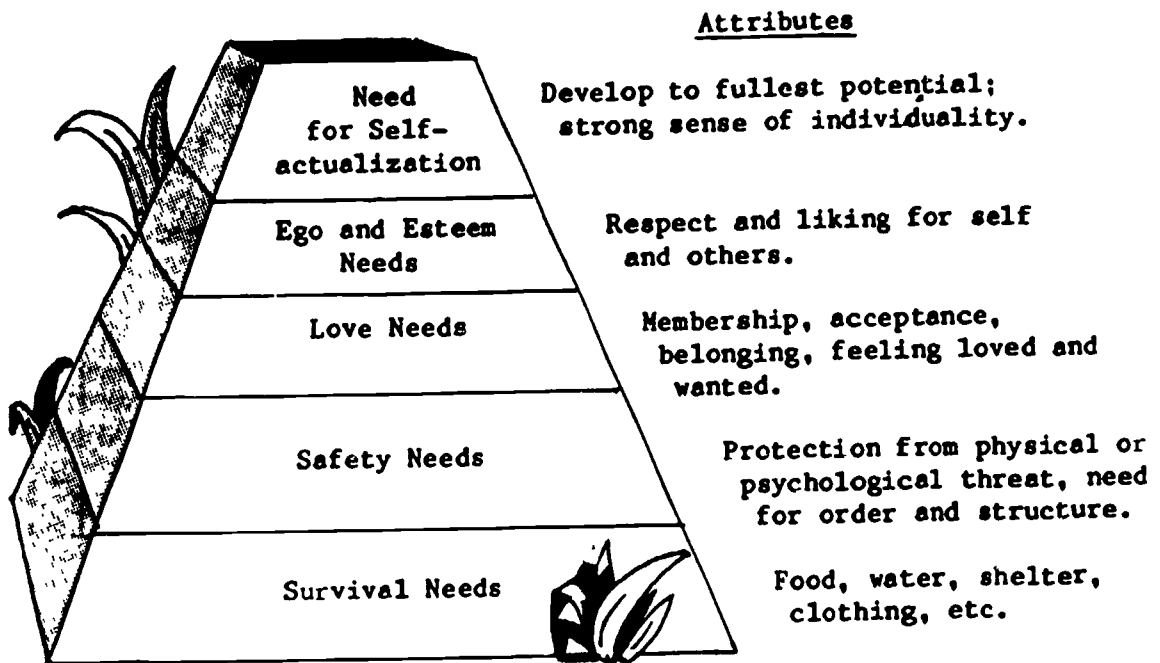 Attributes
Need
for Self-
actualization
Develop to fullest potential;
strong sense of individuality.
Ego and Esteem
Needs
Respect and liking for self
and others.
Love Needs
Membership, acceptance,
belonging, feeling loved and
wanted.
Safety Needs
Protection from physical or
psychological threat, need
for order and structure.
Survival Needs
Food, water, shelter,
clothing, etc.